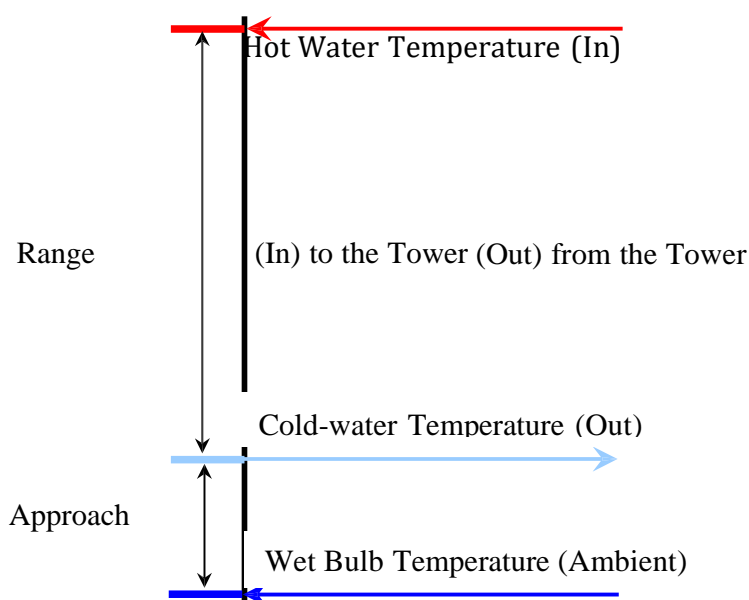 Hot Water Temperature (In)
Range
(In) to the Tower (Out) from the Tower
Cold-water Temperature (Out)
Approach
Wet Bulb Temperature (Ambient)